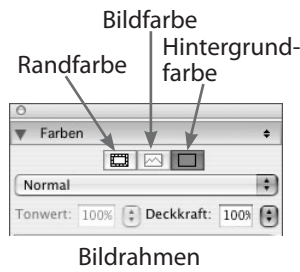 Bildfarbe
Hintergrund-
Randfarbe
farbe
Farben
Normal
Tonwert: 100% Deckkraft: 100%
Bildrahmen